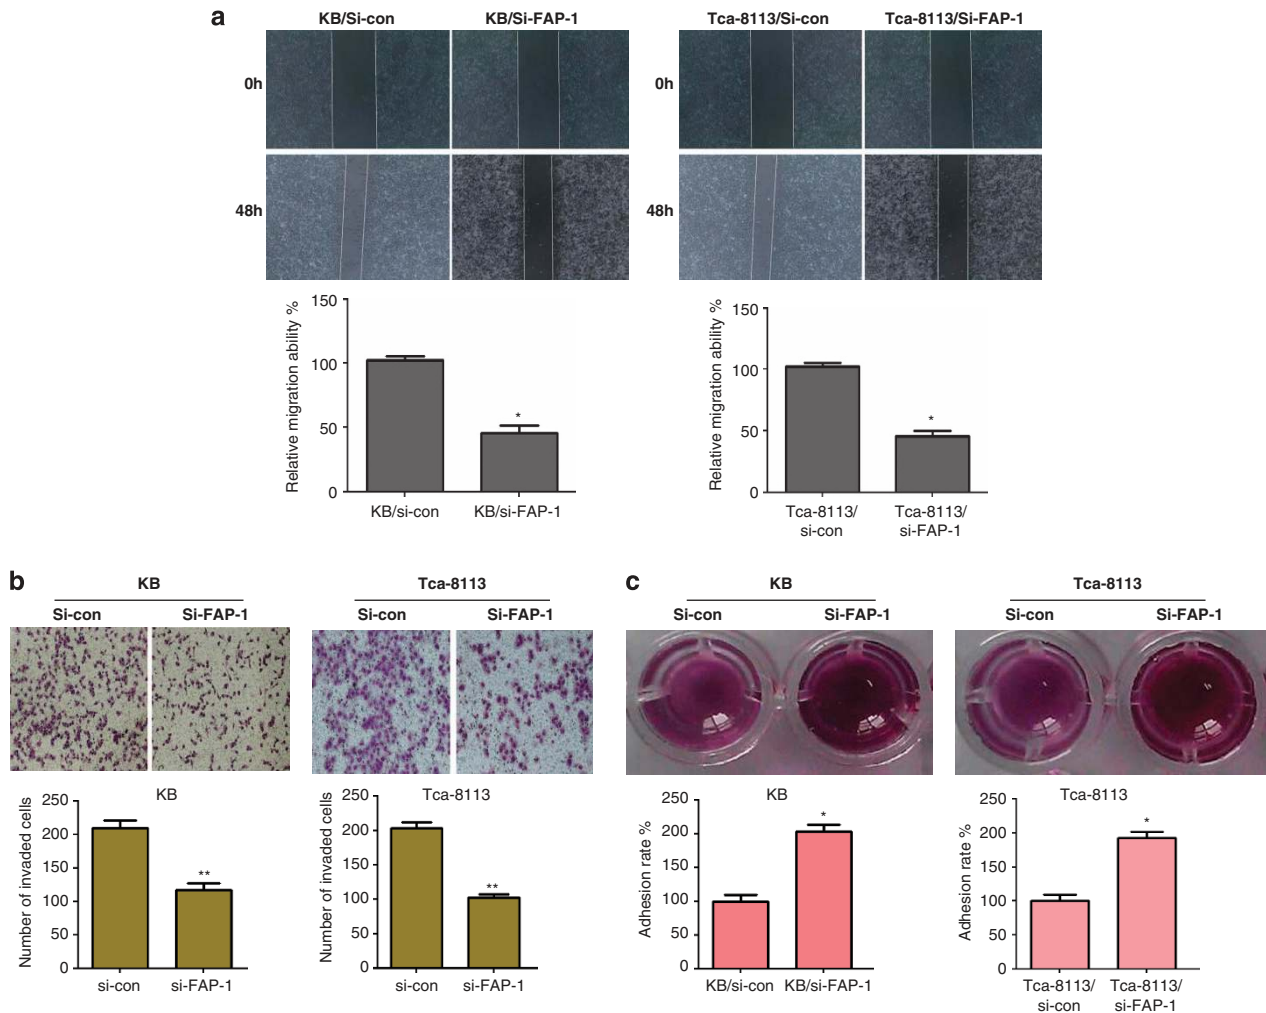 a
KB/Si-con KB/Si-FAP-1 Tca-8113/Si-con Tca-8113/Si-FAP-1
0h 0h
48h 48h
Relative migration ability %
150
100
50
0
*
KB/si-con KB/si-FAP-1
Relative migration ability %
150
100
50
0
*
Tca-8113/ Tca-8113/
si-con si-FAP-1
b
KB Tca-8113
Si-con Si-FAP-1 Si-con Si-FAP-1
KB
Number of invaded cells
250
200
150
100
50
0
**
si-con si-FAP-1
Tca-8113
Number of invaded cells
250
200
150
100
50
0
**
si-con si-FAP-1
c
KB Tca-8113
Si-con Si-FAP-1 Si-con Si-FAP-1
KB
Adhesion rate %
250
200
150
100
50
0
*
KB/si-con KB/si-FAP-1
Tca-8113
Adhesion rate %
250
200
150
100
50
0
*
Tca-8113/ Tca-8113/
si-con si-FAP-1